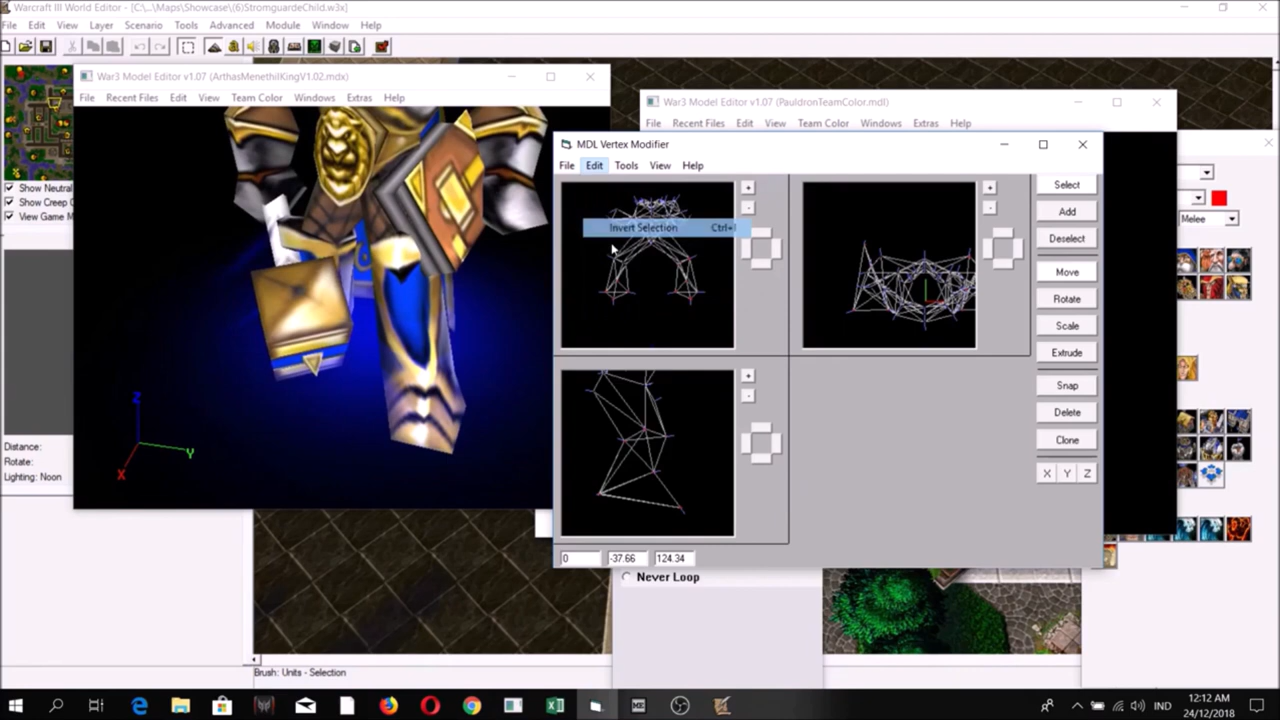 Warcraft III World Editor - [C:\...\Maps\Showcase\(6)StromguardeChild.w3x]
File Edit View Layer Scenario Tools Advanced Module Window Help
War3 Model Editor v1.07 (ArthasMenethilKingV1.02.mdx)
File Recent Files Edit View Team Color Windows Extras Help
War3 Model Editor v1.07 (PauldronTeamColor.mdl)
File Recent Files Edit View Team Color Windows Extras Help
MDL Vertex Modifier
File Edit Tools View Help
Invert Selection Ctrl+I
+
-
+
-
+
-
Select
Add
Deselect
Move
Rotate
Scale
Extrude
Snap
Delete
Clone
X Y Z
0 -37.66 124.34
Show Neutral
Show Creep C
View Game M
Melee
Z
Y
X
Distance:
Rotate:
Lighting: Noon
Never Loop
Brush: Units - Selection
IND
12:12 AM
24/12/2018